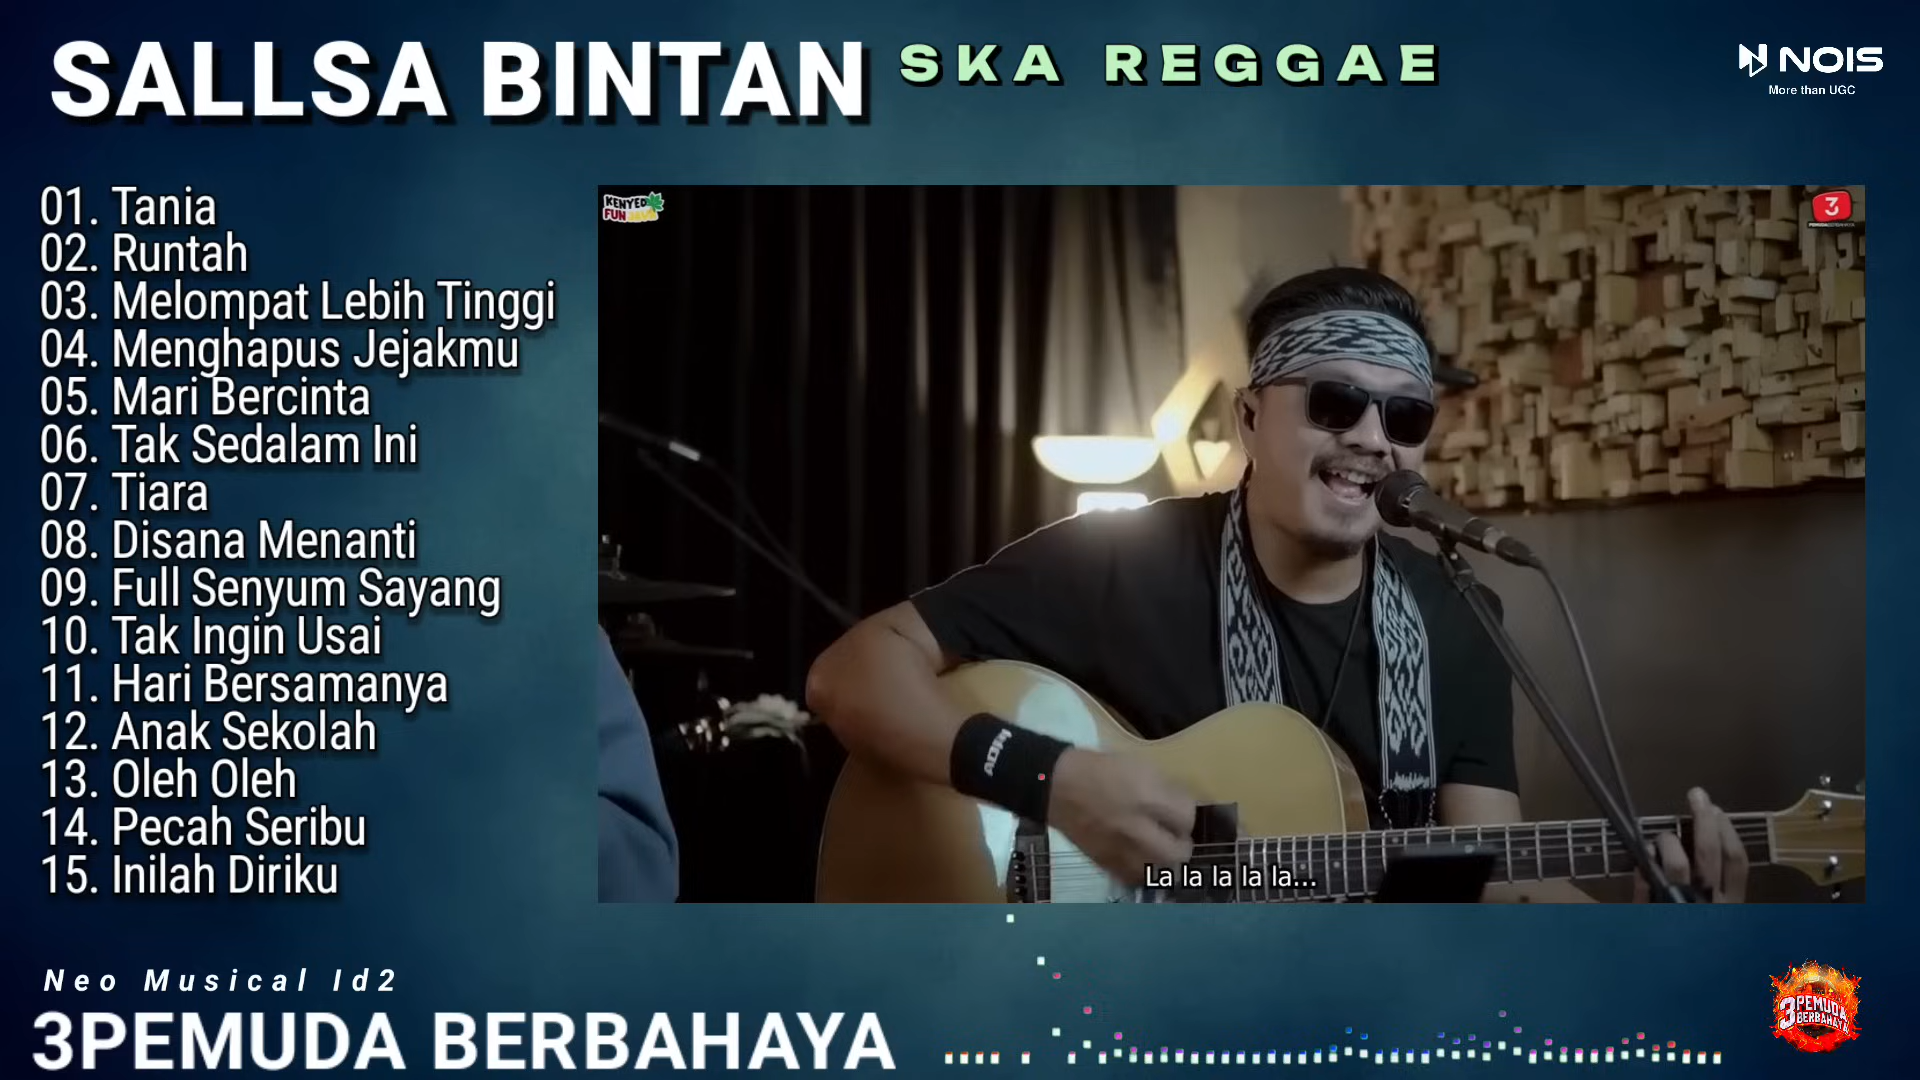 SALLSA BINTAN
SKA REGGAE
NOIS
More than UGC
01. Tania
02. Runtah
03. Melompat Lebih Tinggi
04. Menghapus Jejakmu
05. Mari Bercinta
06. Tak Sedalam Ini
07. Tiara
08. Disana Menanti
09. Full Senyum Sayang
10. Tak Ingin Usai
11. Hari Bersamanya
12. Anak Sekolah
13. Oleh Oleh
14. Pecah Seribu
15. Inilah Diriku
KENYED
FUN
3
La la la la la...
Neo Musical Id2
3PEMUDA BERBAHAYA
3PEMUDA
BERBAHAYA